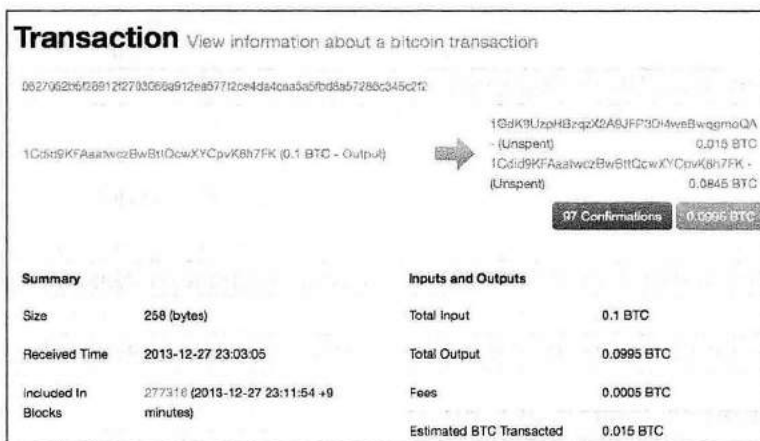 Transaction View information about a bitcoin transaction
(0.1 BTC - Output)
- (Unspent) 0.015 BTC
-
(Unspent) 0.0845 BTC
97 Confirmations 0.0995 BTC
Summary
Inputs and Outputs
Size 258 (bytes)
Total Input 0.1 BTC
Received Time 2013-12-27 23:03:05
Total Output 0.0995 BTC
Included In 277316 (2013-12-27 23:11:54 +9
Blocks minutes)
Fees 0.0005 BTC
Estimated BTC Transacted 0.015 BTC